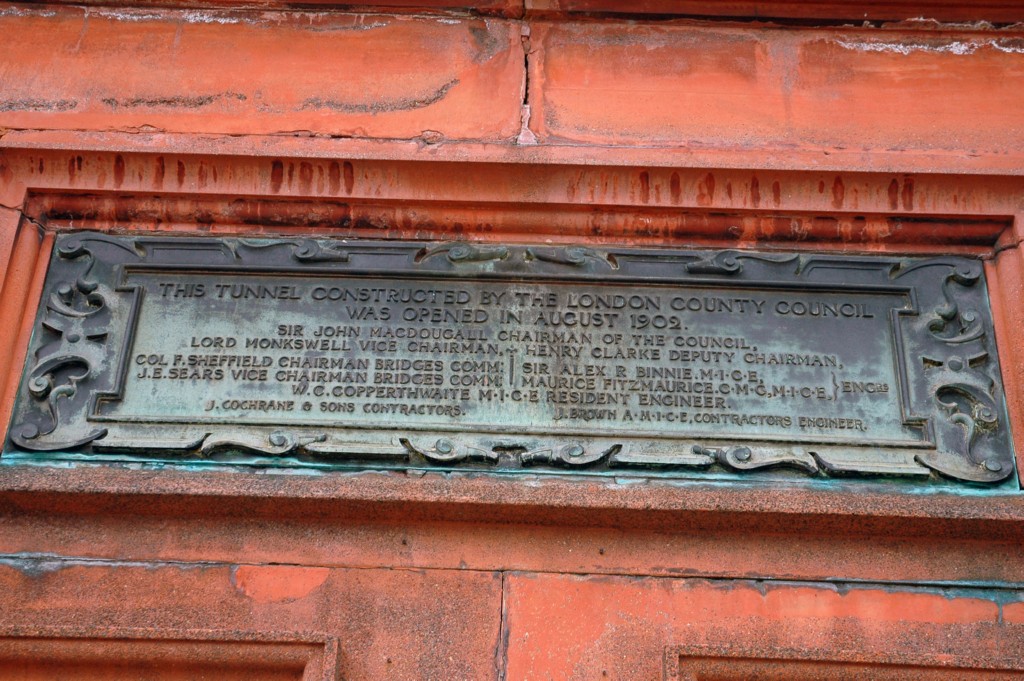 THIS TUNNEL CONSTRUCTED BY THE LONDON COUNTY COUNCIL
WAS OPENED IN AUGUST 1902.
SIR JOHN MACDOUGALL CHAIRMAN OF THE COUNCIL,
LORD MONKSWELL VICE CHAIRMAN, HENRY CLARKE DEPUTY CHAIRMAN,
COL F. SHEFFIELD CHAIRMAN BRIDGES COMM: SIR ALEX R BINNIE. M·I·C·E,
J.E. SEARS VICE CHAIRMAN BRIDGES COMM: MAURICE FITZMAURICE. C·M·G, M·I·C·E, ENGRS
W. C. COPPERTHWAITE M·I·C·E RESIDENT ENGINEER.
J. COCHRANE & SONS CONTRACTORS. J. BROWN A·M·I·C·E, CONTRACTORS ENGINEER.